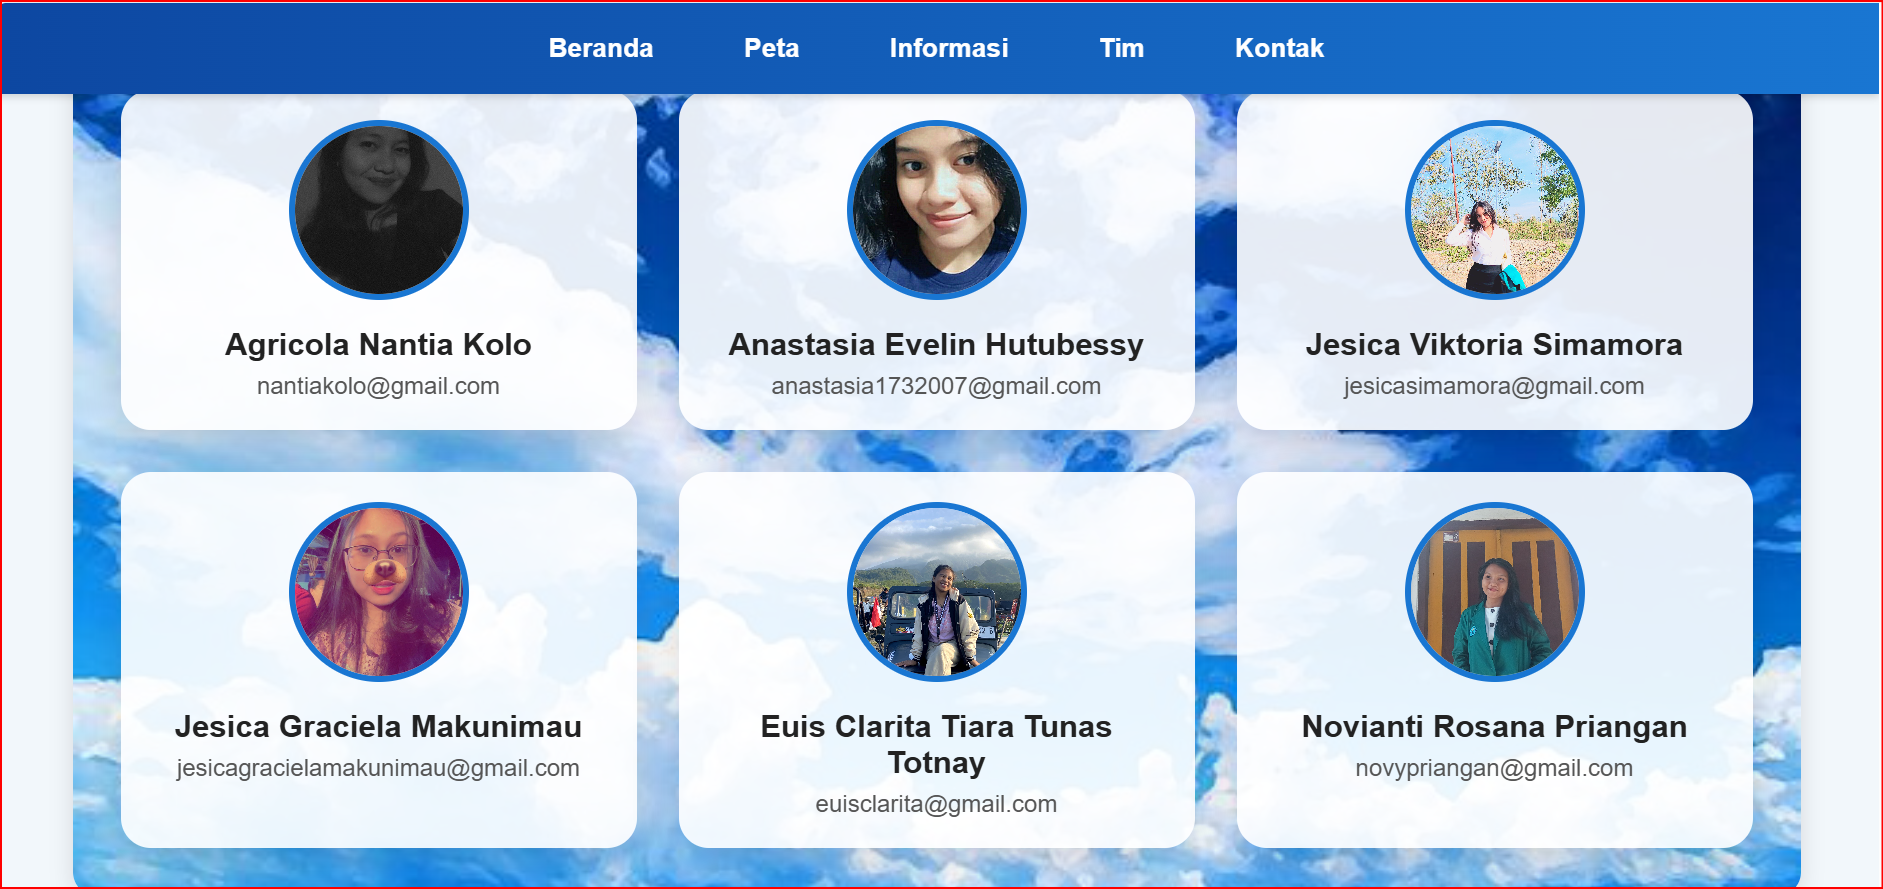 Beranda Peta Informasi Tim Kontak
Agricola Nantia Kolo
nantiakolo@gmail.com
Anastasia Evelin Hutubessy
anastasia1732007@gmail.com
Jesica Viktoria Simamora
jesicasimamora@gmail.com
Jesica Graciela Makunimau
jesicagracielamakunimau@gmail.com
Euis Clarita Tiara Tunas
Totnay
euisclarita@gmail.com
Novianti Rosana Priangan
novypriangan@gmail.com